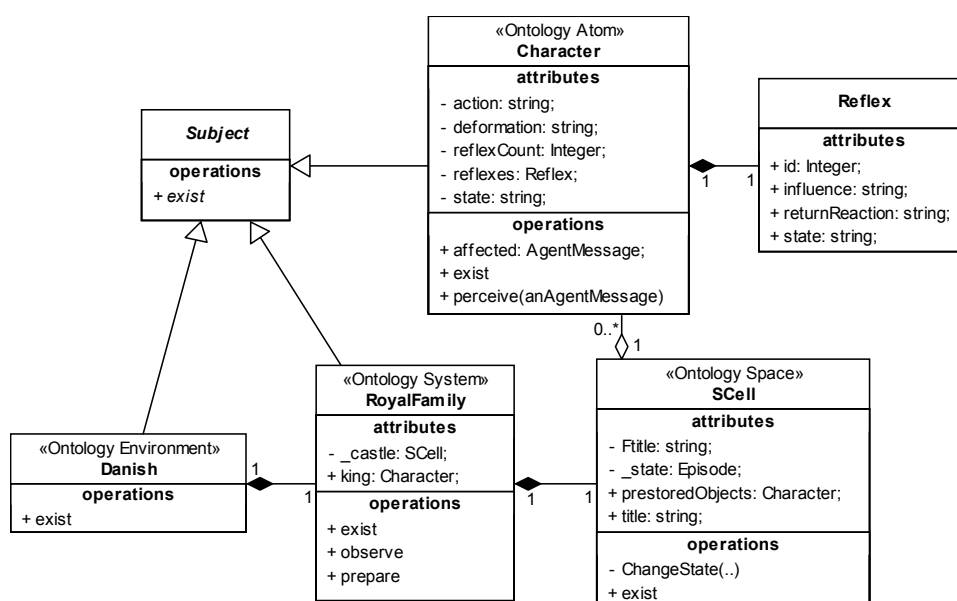 «Ontology Atom»
Character
attributes
- action: string;
- deformation: string;
- reflexCount: Integer;
- reflexes: Reflex;
- state: string;
operations
+ affected: AgentMessage;
+ exist
+ perceive(anAgentMessage)
Subject
operations
+ exist
Reflex
attributes
+ id: Integer;
+ influence: string;
+ returnReaction: string;
+ state: string;
1
1
0..*
1
«Ontology System»
RoyalFamily
attributes
- _castle: SCell;
+ king: Character;
operations
+ exist
+ observe
+ prepare
«Ontology Space»
SCell
attributes
- Ftitle: string;
- _state: Episode;
+ prestoredObjects: Character;
+ title: string;
operations
- ChangeState(..)
+ exist
«Ontology Environment»
Danish
operations
+ exist
1
1
1
1